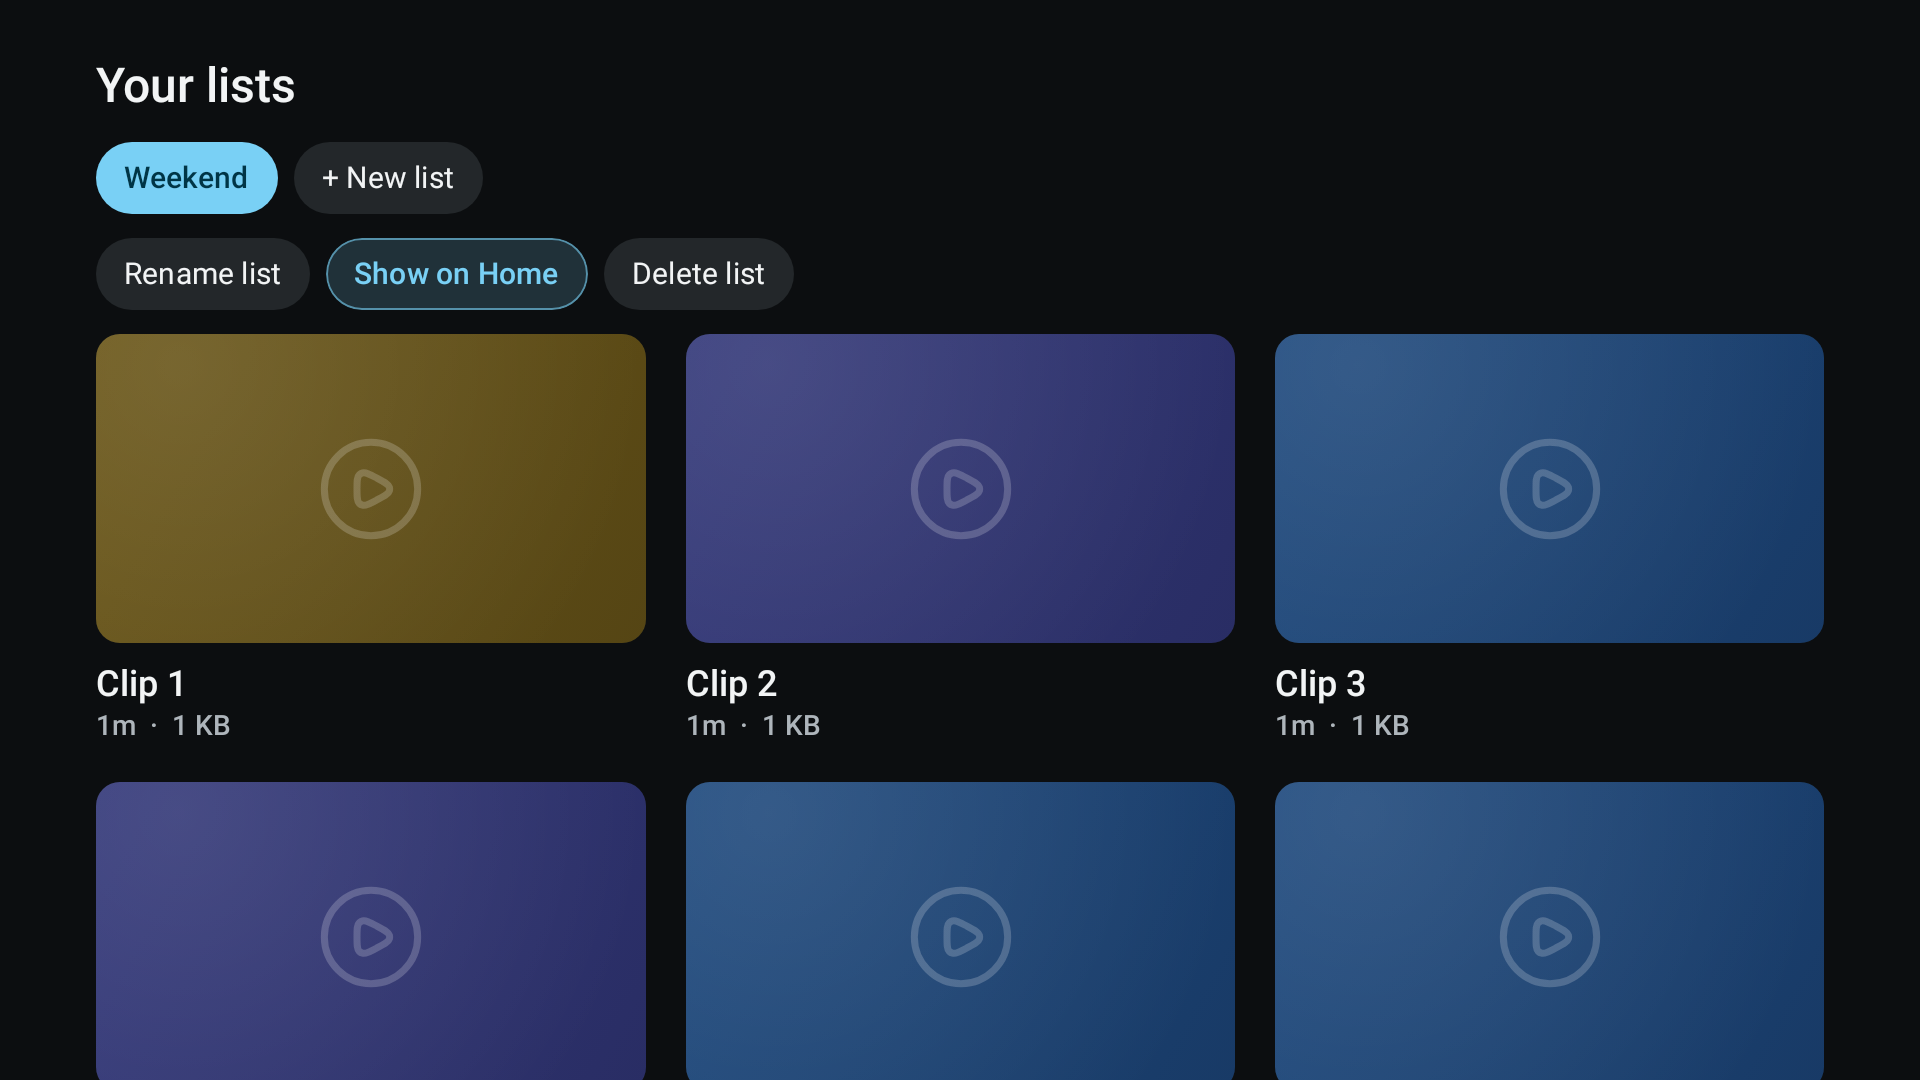 Your lists
Weekend
+ New list
Rename list
Show on Home
Delete list
Clip 1
1m · 1 KB
Clip 2
1m · 1 KB
Clip 3
1m · 1 KB